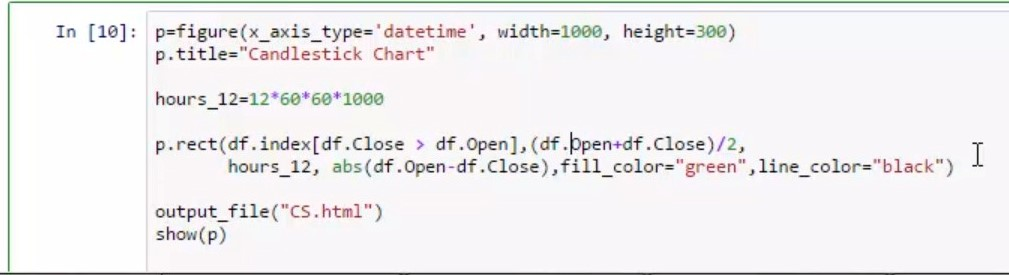 In [10]: p=figure(x_axis_type='datetime', width=1000, height=300)
p.title="Candlestick Chart"
hours_12=12*60*60*1000
p.rect(df.index[df.Close > df.Open],(df.Open+df.Close)/2,
hours_12, abs(df.Open-df.Close),fill_color="green",line_color="black")
output_file("CS.html")
show(p)